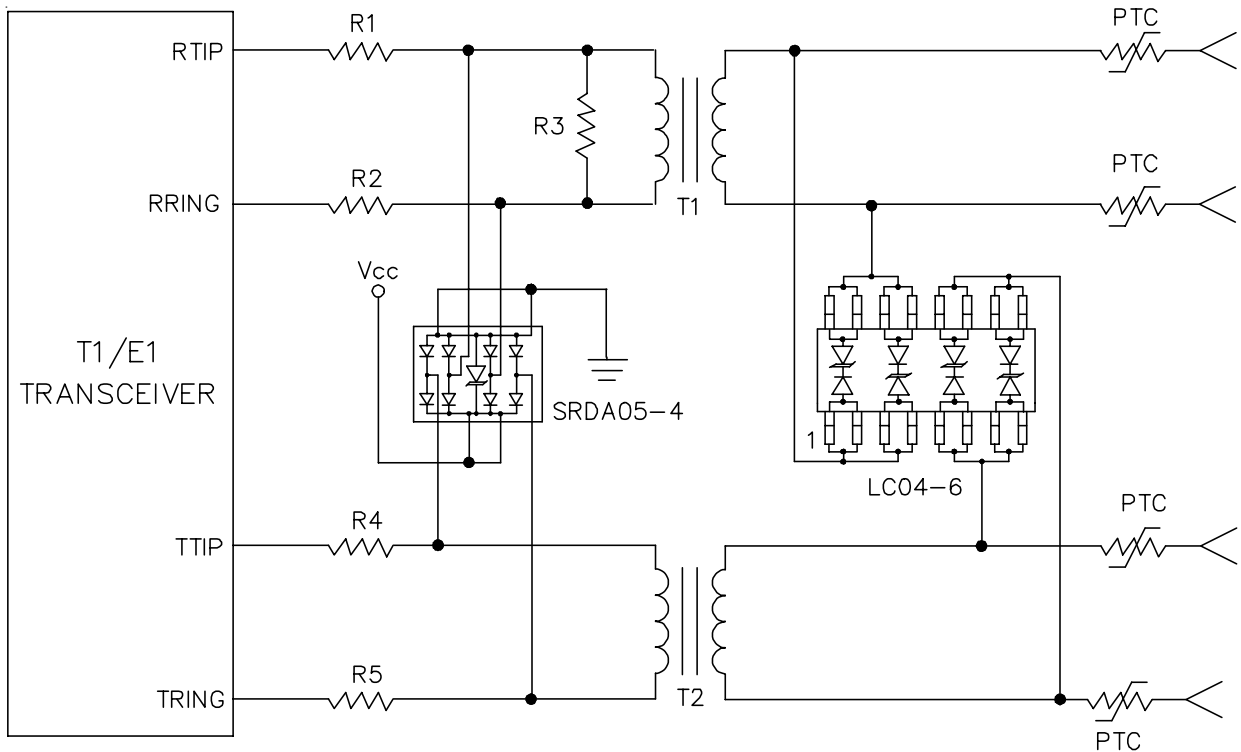 PTC
R1
RTIP
R3
PTC
R2
RRING
T1
Vcc
T1/E1
TRANSCEIVER
SRDA05-4
1
LC04-6
PTC
R4
TTIP
R5
TRING
T2
PTC